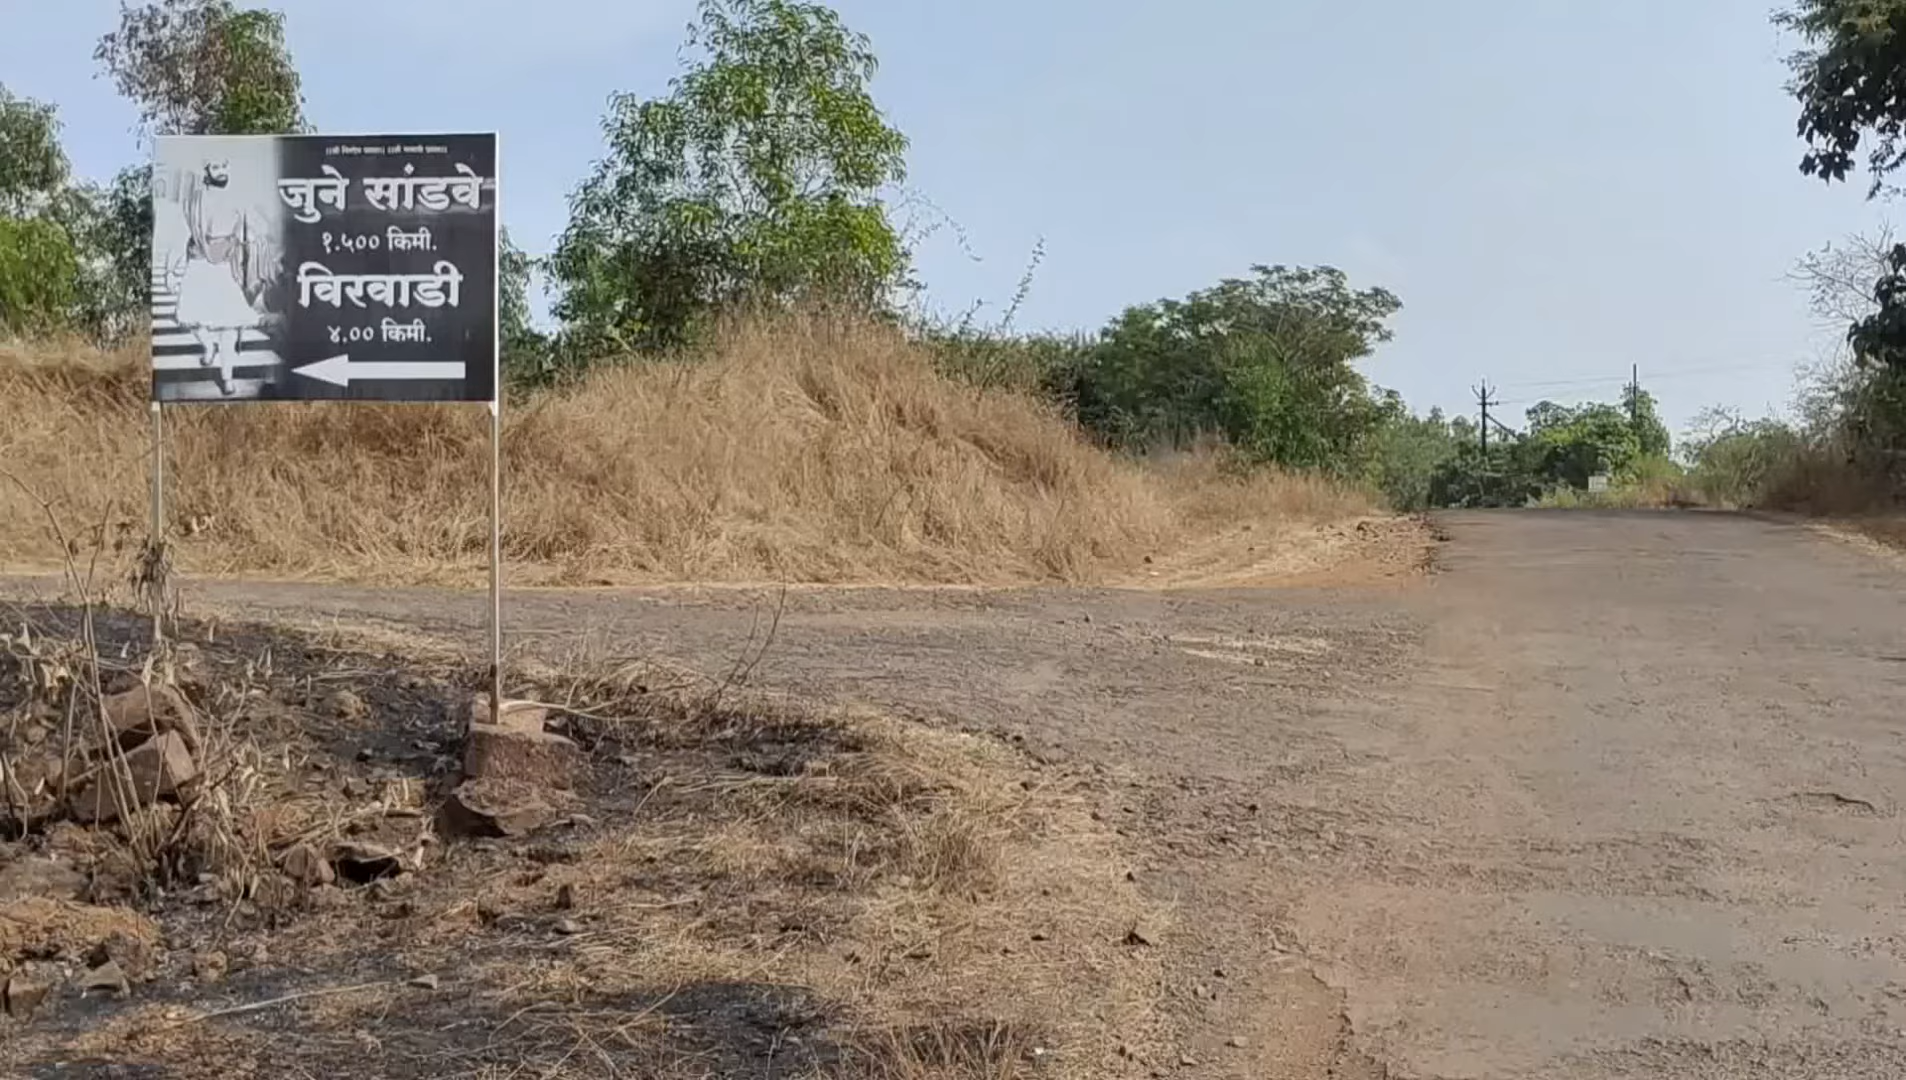 जुने सांडवे
१.५०० किमी.
विरवाडी
४.०० किमी.